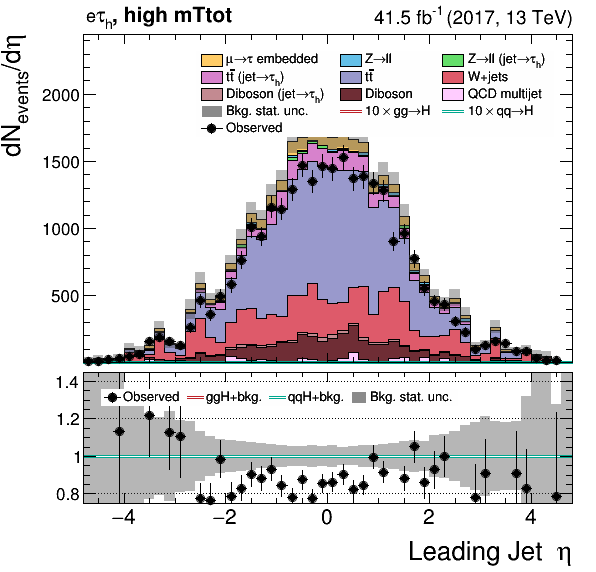 eτh, high mTtot 41.5 fb⁻¹ (2017, 13 TeV)
dNevents/dη
2000
1500
1000
500
μ→τ embedded Z→ll Z→ll (jet→τh)
tt̄ (jet→τh) tt̄ W+jets
Diboson (jet→τh) Diboson QCD multijet
Bkg. stat. unc. 10×gg→H 10×qq→H
Observed
1.4
1.2
1
0.8
Observed ggH+bkg. qqH+bkg. Bkg. stat. unc.
−4 −2 0 2 4
Leading Jet η